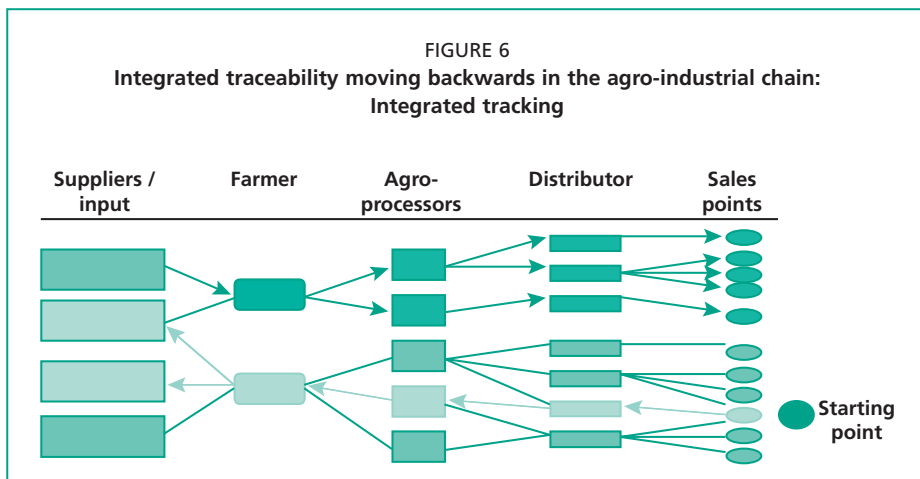 FIGURE 6
Integrated traceability moving backwards in the agro-industrial chain:
Integrated tracking
Suppliers /
input
Farmer
Agro-
processors
Distributor
Sales
points
Starting
point